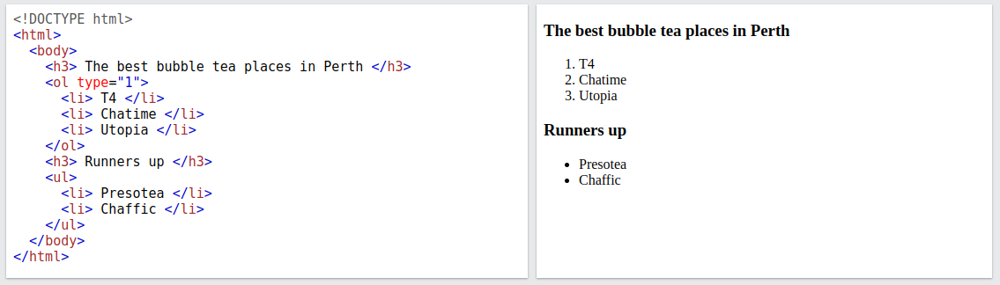 <!DOCTYPE html>
<html>
  <body>
    <h3> The best bubble tea places in Perth </h3>
    <ol type="1">
      <li> T4 </li>
      <li> Chatime </li>
      <li> Utopia </li>
    </ol>
    <h3> Runners up </h3>
    <ul>
      <li> Presotea </li>
      <li> Chaffic </li>
    </ul>
  </body>
</html>
The best bubble tea places in Perth
1. T4
2. Chatime
3. Utopia
Runners up
• Presotea
• Chaffic